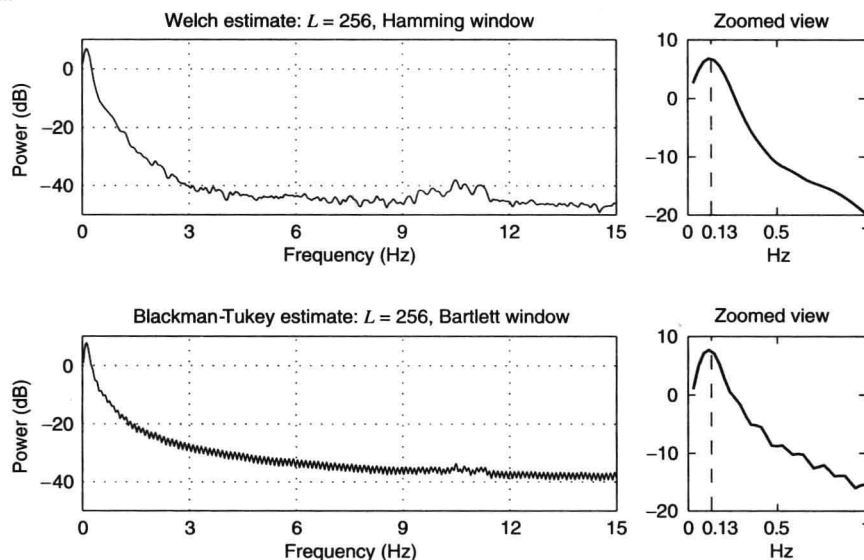 Welch estimate: L = 256, Hamming window
Zoomed view
Power (dB)
0
−20
−40
0
3
6
9
12
15
Frequency (Hz)
10
0
−10
−20
0 0.13 0.5 1
Hz
Blackman-Tukey estimate: L = 256, Bartlett window
Zoomed view
Power (dB)
0
−20
−40
0
3
6
9
12
15
Frequency (Hz)
10
0
−10
−20
0 0.13 0.5 1
Hz